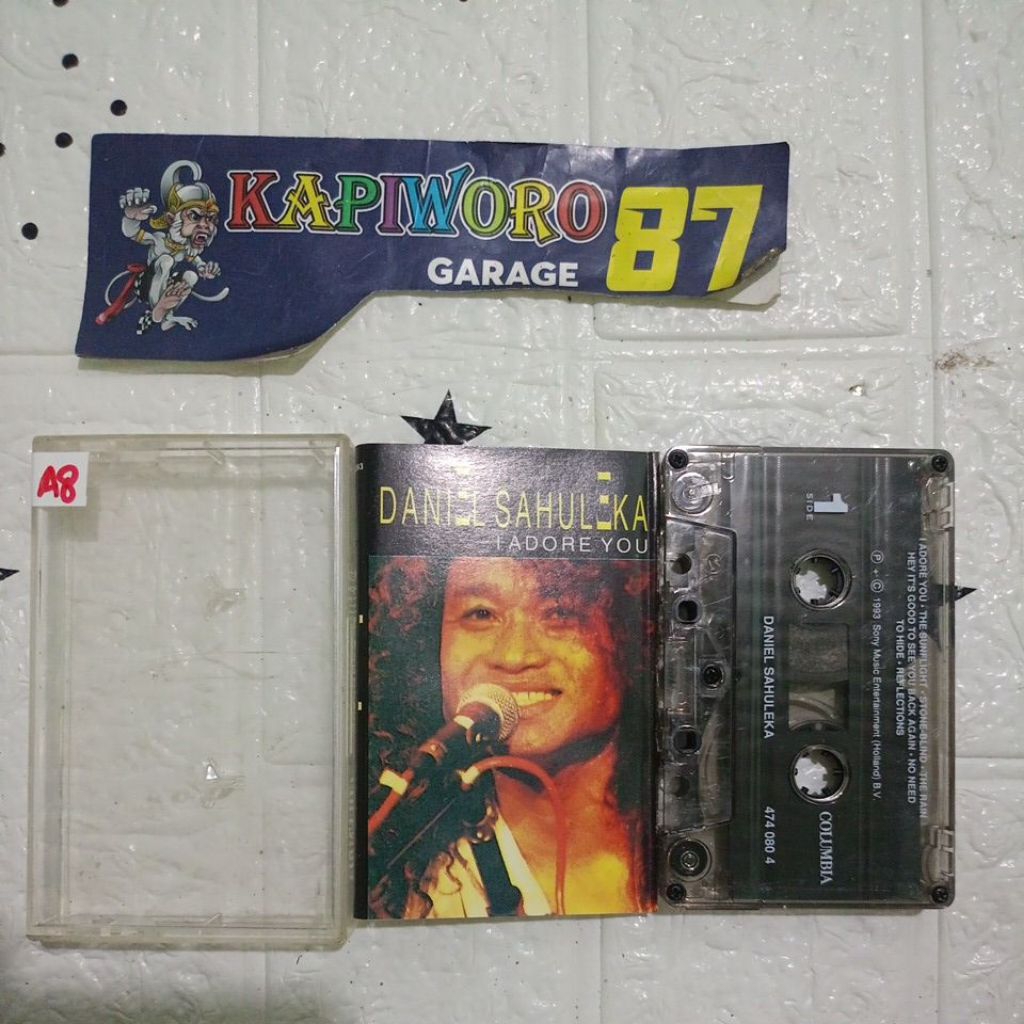 KAPIWORO 87
GARAGE
A8
DANIEL SAHULEKA
I ADORE YOU
1
SIDE
I ADORE YOU • THE SUNFLIGHT • STONE-BLIND • THE RAIN
HEY IT'S GOOD TO SEE YOU BACK AGAIN • NO NEED
TO HIDE • REFLECTIONS
℗ + © 1993 Sony Music Entertainment (Holland) B.V.
COLUMBIA
DANIEL SAHULEKA
474 080 4